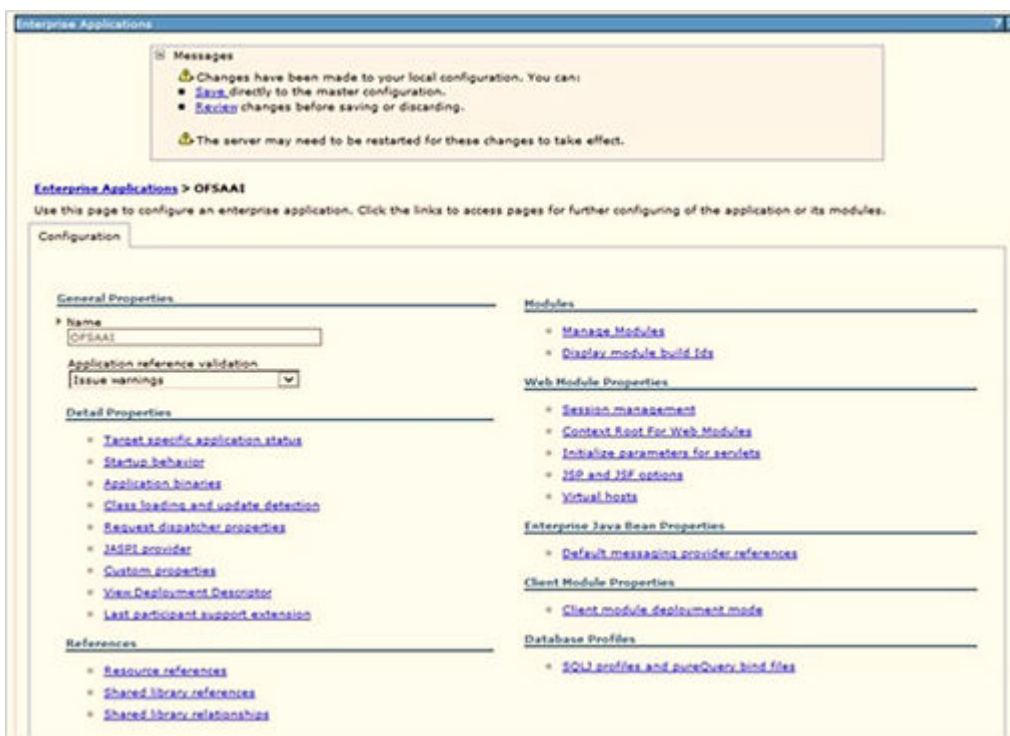 Enterprise Applications ?
Messages
Changes have been made to your local configuration. You can:
Save directly to the master configuration.
Review changes before saving or discarding.
The server may need to be restarted for these changes to take effect.
Enterprise Applications > OFSAAI
Use this page to configure an enterprise application. Click the links to access pages for further configuring of the application or its modules.
Configuration
General Properties
Name
OFSAAI
Application reference validation
Issue warnings
Detail Properties
Target specific application status
Startup behavior
Application binaries
Class loading and update detection
Request dispatcher properties
JASPI provider
Custom properties
View Deployment Descriptor
Last participant support extension
References
Resource references
Shared library references
Shared library relationships
Modules
Manage Modules
Display module build Ids
Web Module Properties
Session management
Context Root For Web Modules
Initialize parameters for servlets
JSP and JSF options
Virtual hosts
Enterprise Java Bean Properties
Default messaging provider references
Client Module Properties
Client module deployment mode
Database Profiles
SQLJ profiles and pureQuery bind files